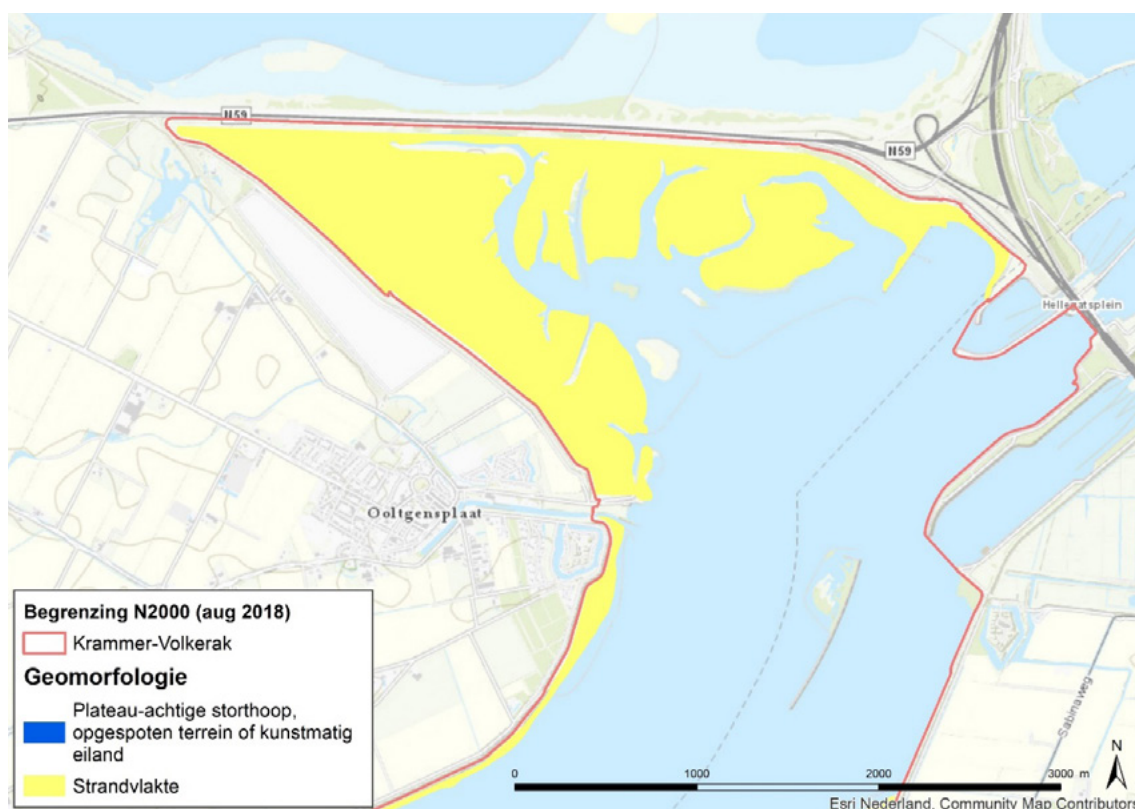 N59
N59
Hellegatsplein
Ooltgensplaat
Sabinaweg
Begrenzing N2000 (aug 2018)
Krammer-Volkerak
Geomorfologie
Plateau-achtige storthoop,
opgespoten terrein of kunstmatig
eiland
Strandvlakte
N
0 1000 2000 3000 m
Esri Nederland, Community Map Contributor